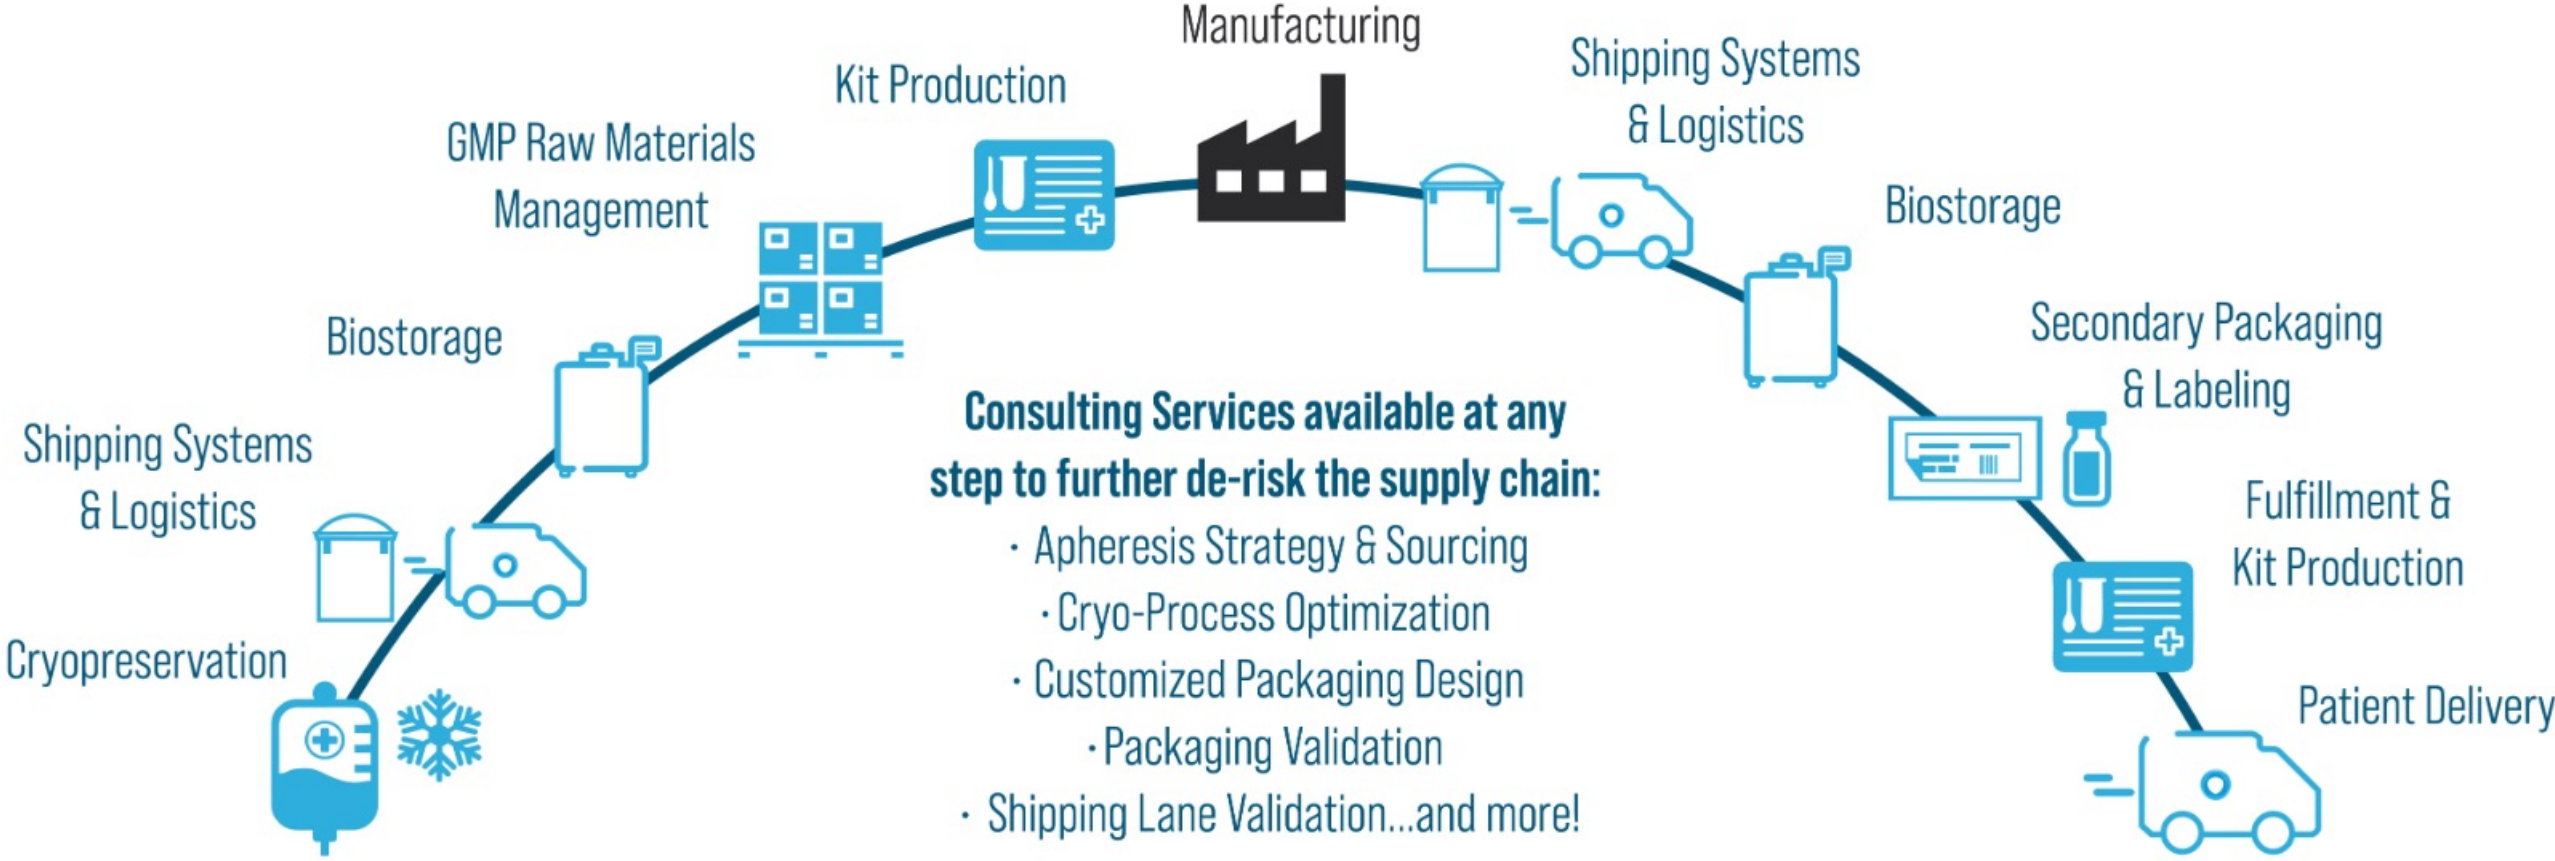 Cryopreservation
Shipping Systems
& Logistics
Biostorage
GMP Raw Materials
Management
Kit Production
Manufacturing
Shipping Systems
& Logistics
Biostorage
Secondary Packaging
& Labeling
Fulfillment &
Kit Production
Patient Delivery
Consulting Services available at any
step to further de-risk the supply chain:
· Apheresis Strategy & Sourcing
· Cryo-Process Optimization
· Customized Packaging Design
· Packaging Validation
· Shipping Lane Validation...and more!